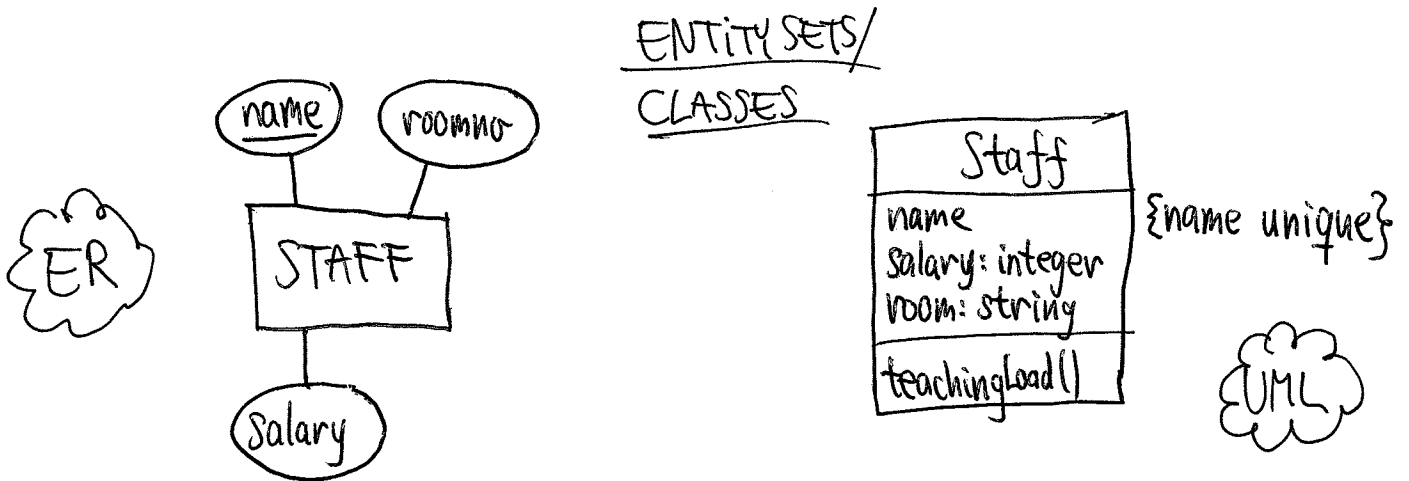 ENTITY SETS/
CLASSES
name
roomno
STAFF
ER
salary
Staff
name
salary: integer
room: string
teachingLoad()
{name unique}
UML